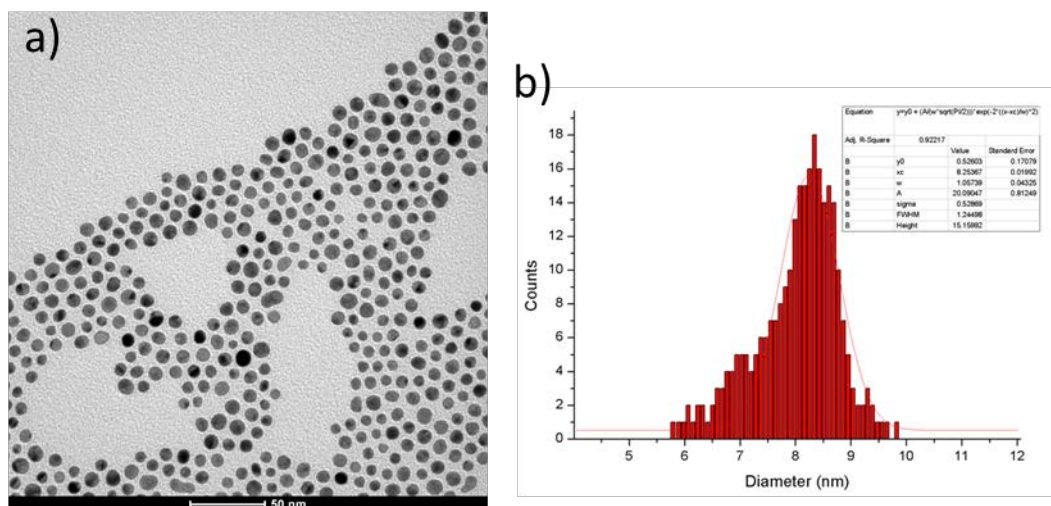 a)
50 nm
b)
Equation y=y0 + (A/(w*sqrt(PI/2)))*exp(-2*((x-xc)/w)^2)
Adj. R-Square 0.92217
Value Standard Error
B y0 0.52603 0.17079
B xc 8.25367 0.01992
B w 1.05739 0.04325
B A 20.09047 0.81249
B sigma 0.52869
B FWHM 1.24498
B Height 15.15992
18
16
14
12
10
8
6
4
2
0
Counts
5 6 7 8 9 10 11 12
Diameter (nm)